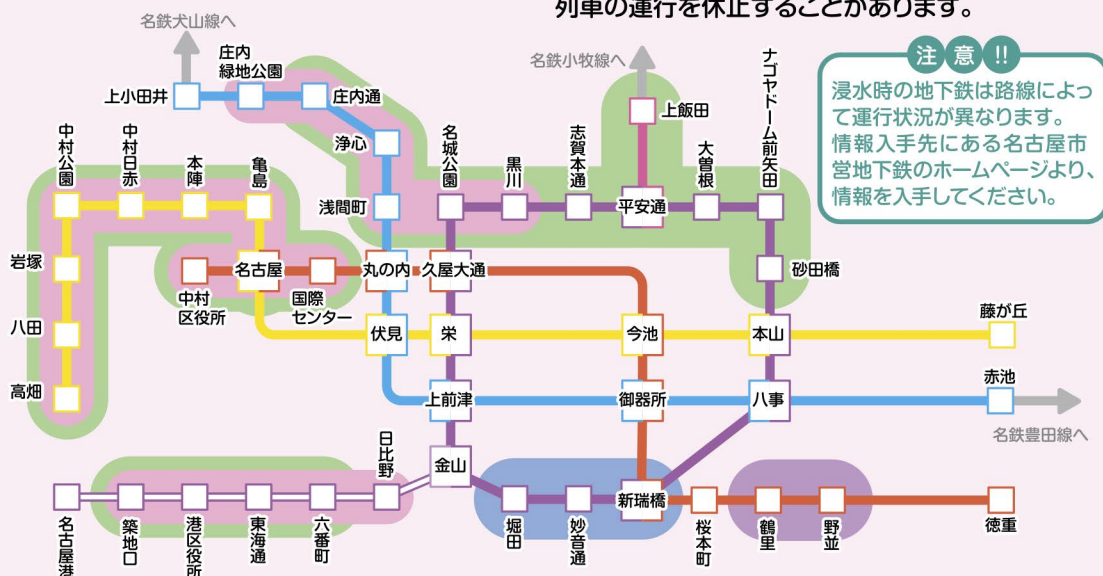 列車の運行を休止することがあります。
名鉄犬山線へ
名鉄小牧線へ
注意!!
浸水時の地下鉄は路線によっ
て運行状況が異なります。
情報入手先にある名古屋市
営地下鉄のホームページより、
情報を入手してください。
上小田井
庄内
緑地公園
庄内通
浄心
浅間町
中村公園
中村日赤
本陣
亀島
名城公園
黒川
志賀本通
上飯田
平安通
大曽根
ナゴヤドーム前矢田
砂田橋
岩塚
八田
高畑
中村
区役所
名古屋
国際
センター
丸の内
久屋大通
伏見
栄
今池
本山
藤が丘
上前津
御器所
八事
赤池
名鉄豊田線へ
日比野
金山
名古屋港
築地口
港区役所
東海通
六番町
堀田
妙音通
新瑞橋
桜本町
鶴里
野並
徳重